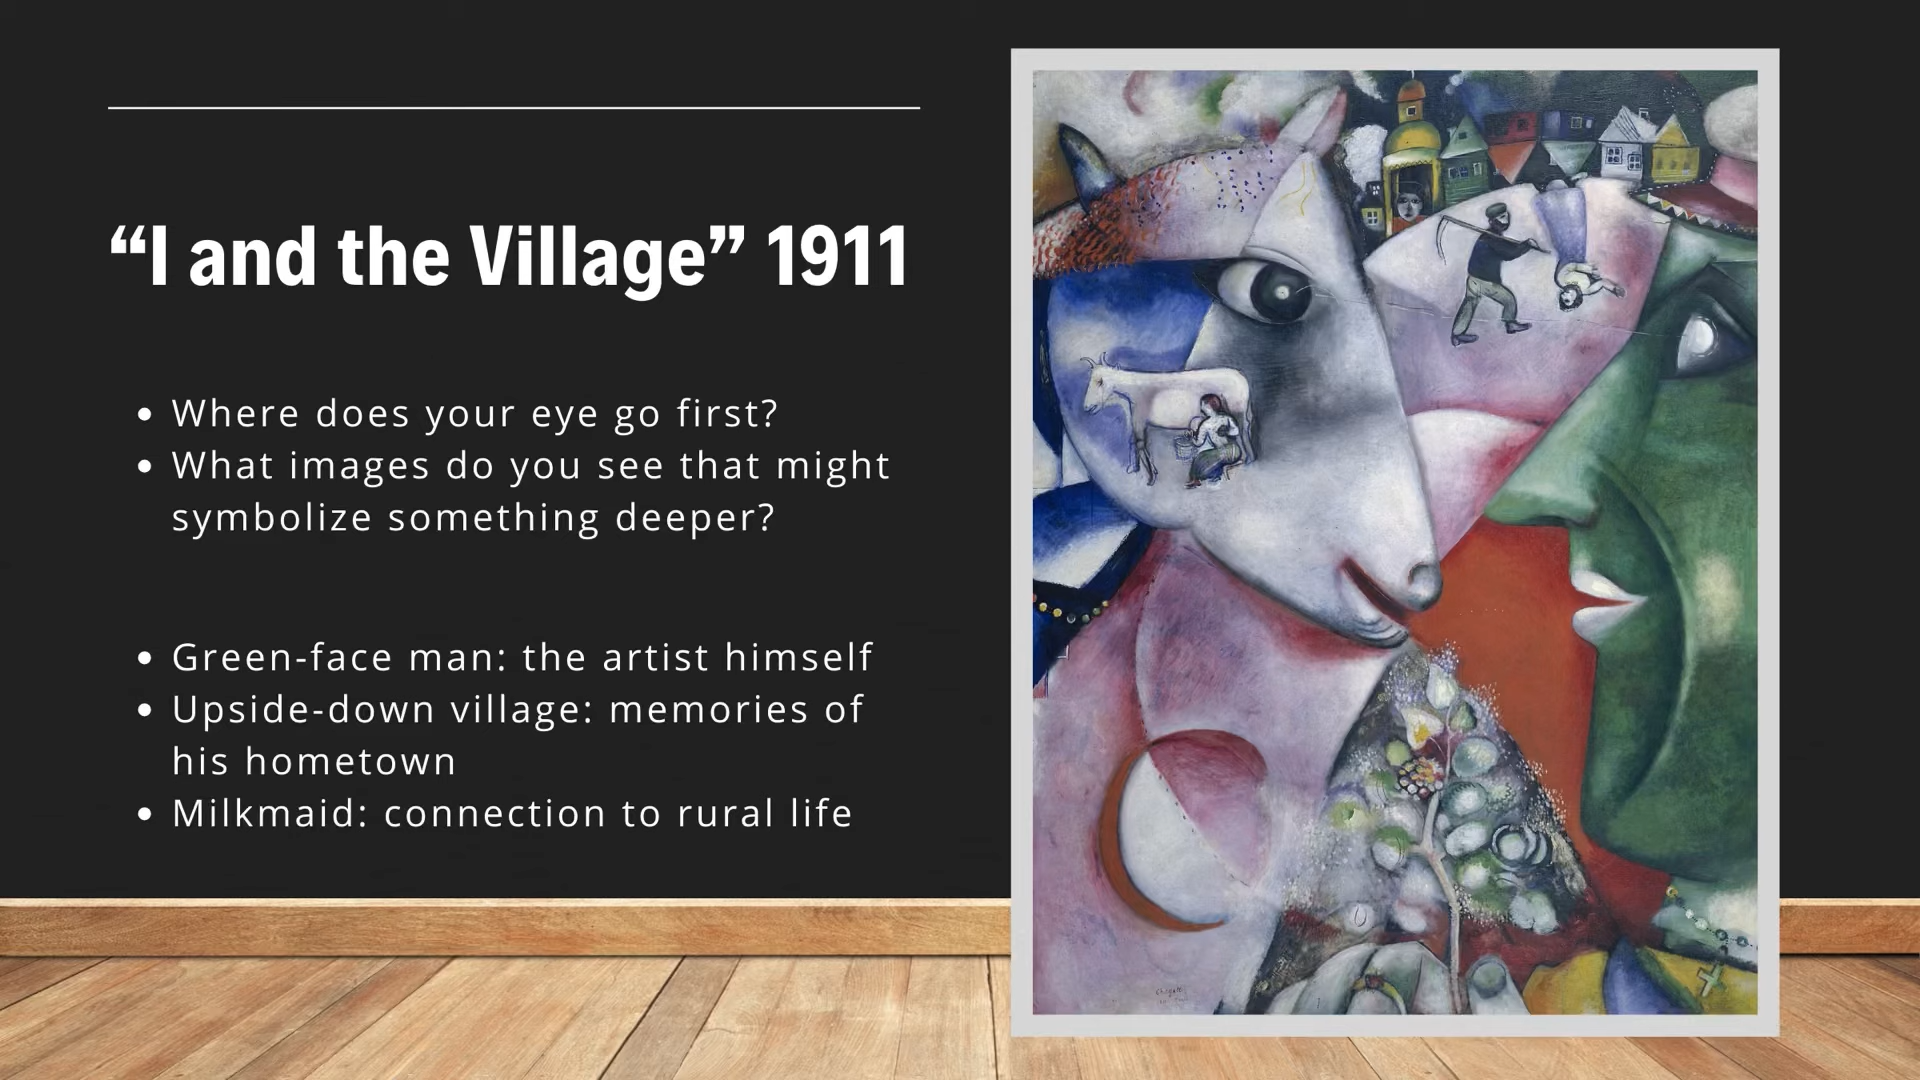 “I and the Village” 1911
• Where does your eye go first?
• What images do you see that might
symbolize something deeper?
• Green-face man: the artist himself
• Upside-down village: memories of
his hometown
• Milkmaid: connection to rural life